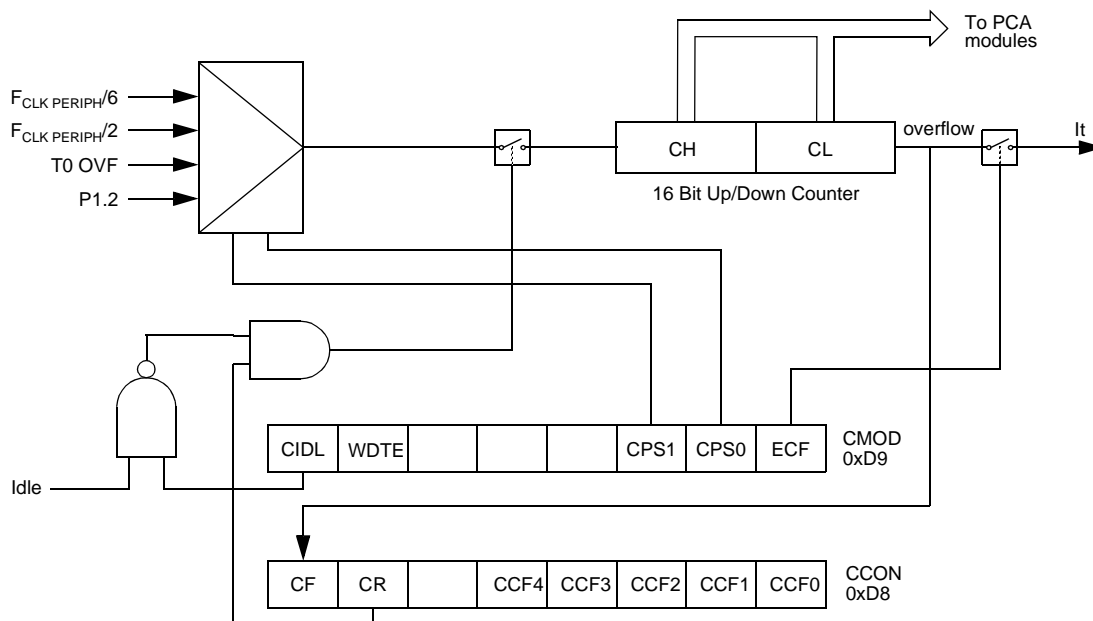 To PCA
modules
FCLK PERIPH/6
FCLK PERIPH/2
T0 OVF
P1.2
CH
CL
overflow
It
16 Bit Up/Down Counter
CIDL
WDTE
CPS1
CPS0
ECF
CMOD
0xD9
Idle
CF
CR
CCF4
CCF3
CCF2
CCF1
CCF0
CCON
0xD8